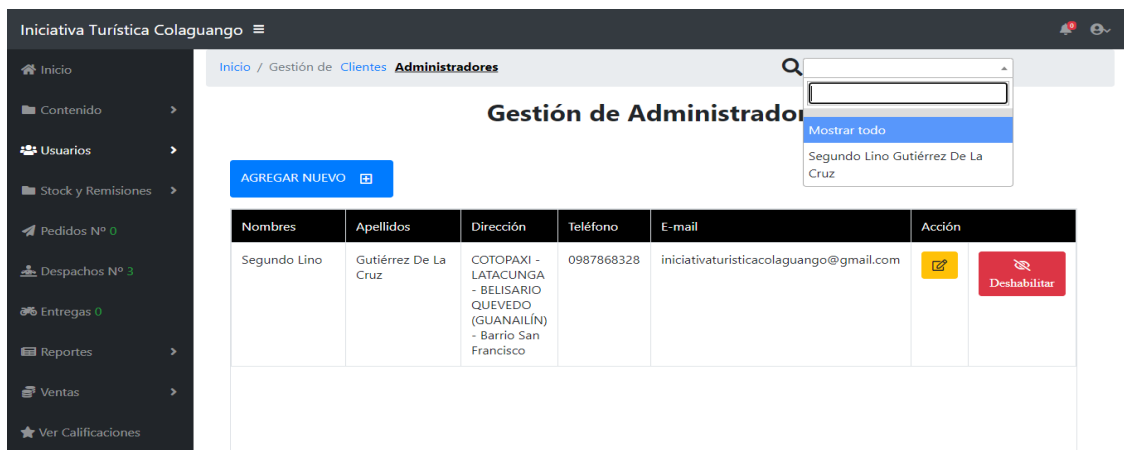 Iniciativa Turística Colaguango
0
Inicio
Contenido
Usuarios
Stock y Remisiones
Pedidos Nº 0
Despachos Nº 3
Entregas 0
Reportes
Ventas
Ver Calificaciones
Inicio / Gestión de Clientes Administradores
Mostrar todo
Segundo Lino Gutiérrez De La
Cruz
Gestión de Administrador
AGREGAR NUEVO
Nombres Apellidos Dirección Teléfono E-mail Acción
Segundo Lino
Gutiérrez De La
Cruz
COTOPAXI -
LATACUNGA
- BELISARIO
QUEVEDO
(GUANAILÍN)
- Barrio San
Francisco
0987868328
iniciativaturisticacolaguango@gmail.com
Deshabilitar